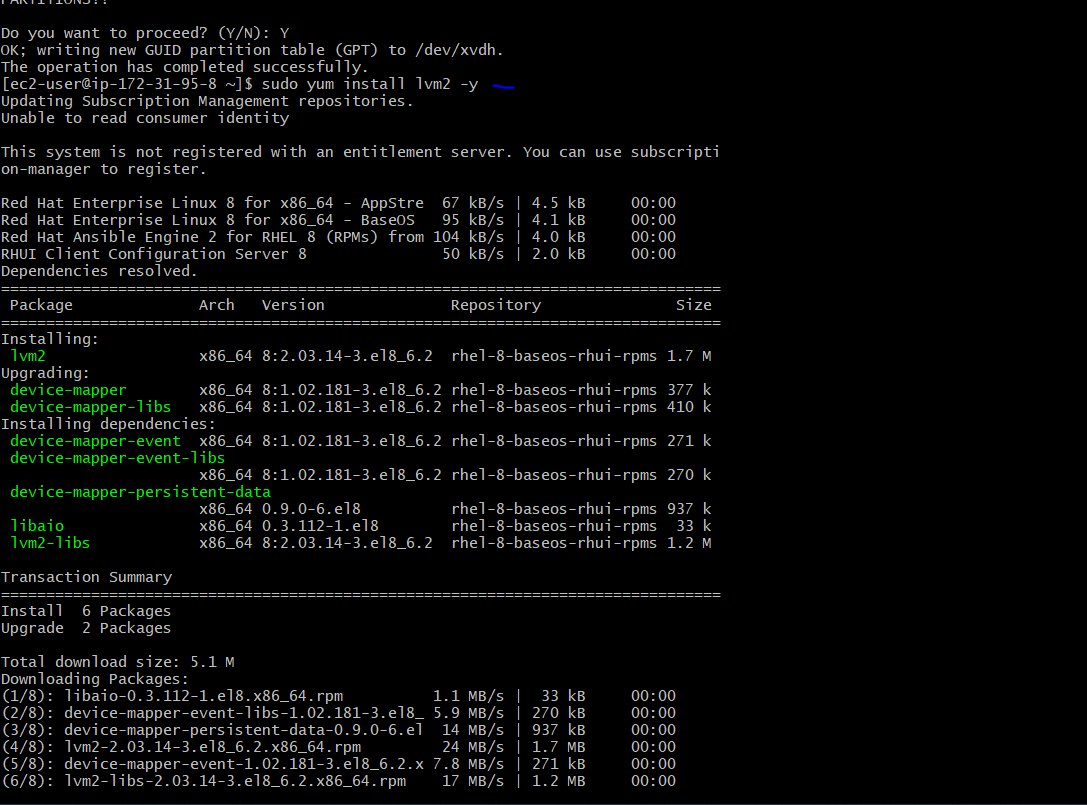 PARTITIONS!!
Do you want to proceed? (Y/N): Y
OK; writing new GUID partition table (GPT) to /dev/xvdh.
The operation has completed successfully.
[ec2-user@ip-172-31-95-8 ~]$ sudo yum install lvm2 -y
Updating Subscription Management repositories.
Unable to read consumer identity
This system is not registered with an entitlement server. You can use subscripti
on-manager to register.
Red Hat Enterprise Linux 8 for x86_64 - AppStre  67 kB/s | 4.5 kB     00:00
Red Hat Enterprise Linux 8 for x86_64 - BaseOS   95 kB/s | 4.1 kB     00:00
Red Hat Ansible Engine 2 for RHEL 8 (RPMs) from 104 kB/s | 4.0 kB     00:00
RHUI Client Configuration Server 8               50 kB/s | 2.0 kB     00:00
Dependencies resolved.
================================================================================
 Package              Arch   Version              Repository               Size
================================================================================
Installing:
 lvm2                 x86_64 8:2.03.14-3.el8_6.2  rhel-8-baseos-rhui-rpms 1.7 M
Upgrading:
 device-mapper        x86_64 8:1.02.181-3.el8_6.2 rhel-8-baseos-rhui-rpms 377 k
 device-mapper-libs   x86_64 8:1.02.181-3.el8_6.2 rhel-8-baseos-rhui-rpms 410 k
Installing dependencies:
 device-mapper-event  x86_64 8:1.02.181-3.el8_6.2 rhel-8-baseos-rhui-rpms 271 k
 device-mapper-event-libs
                      x86_64 8:1.02.181-3.el8_6.2 rhel-8-baseos-rhui-rpms 270 k
 device-mapper-persistent-data
                      x86_64 0.9.0-6.el8          rhel-8-baseos-rhui-rpms 937 k
 libaio               x86_64 0.3.112-1.el8        rhel-8-baseos-rhui-rpms  33 k
 lvm2-libs            x86_64 8:2.03.14-3.el8_6.2  rhel-8-baseos-rhui-rpms 1.2 M
Transaction Summary
================================================================================
Install  6 Packages
Upgrade  2 Packages
Total download size: 5.1 M
Downloading Packages:
(1/8): libaio-0.3.112-1.el8.x86_64.rpm          1.1 MB/s |  33 kB     00:00
(2/8): device-mapper-event-libs-1.02.181-3.el8_ 5.9 MB/s | 270 kB     00:00
(3/8): device-mapper-persistent-data-0.9.0-6.el  14 MB/s | 937 kB     00:00
(4/8): lvm2-2.03.14-3.el8_6.2.x86_64.rpm         24 MB/s | 1.7 MB     00:00
(5/8): device-mapper-event-1.02.181-3.el8_6.2.x 7.8 MB/s | 271 kB     00:00
(6/8): lvm2-libs-2.03.14-3.el8_6.2.x86_64.rpm    17 MB/s | 1.2 MB     00:00